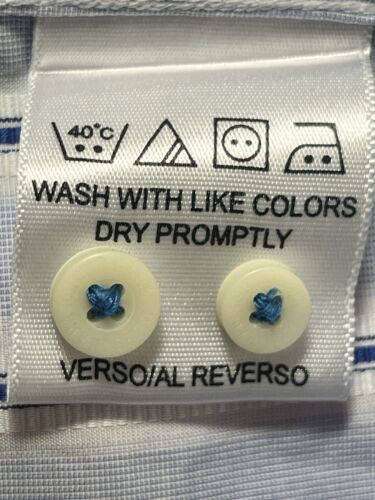 40°C
WASH WITH LIKE COLORS
DRY PROMPTLY
VERSO/AL REVERSO